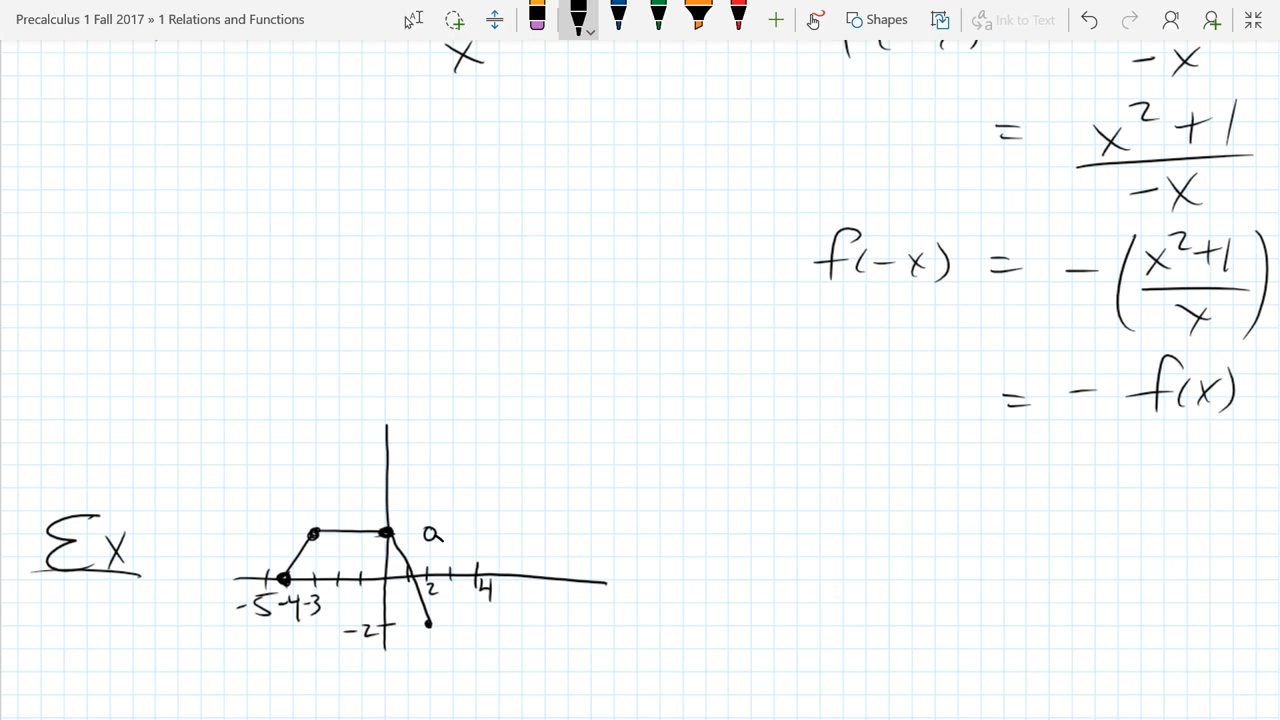 Precalculus 1 Fall 2017 » 1 Relations and Functions
Shapes
Ink to Text
x
- x
= x² + 1
- x
f(-x) = - (x²+1
x)
= - f(x)
Ex
-5 -4 -3
2
4
-2